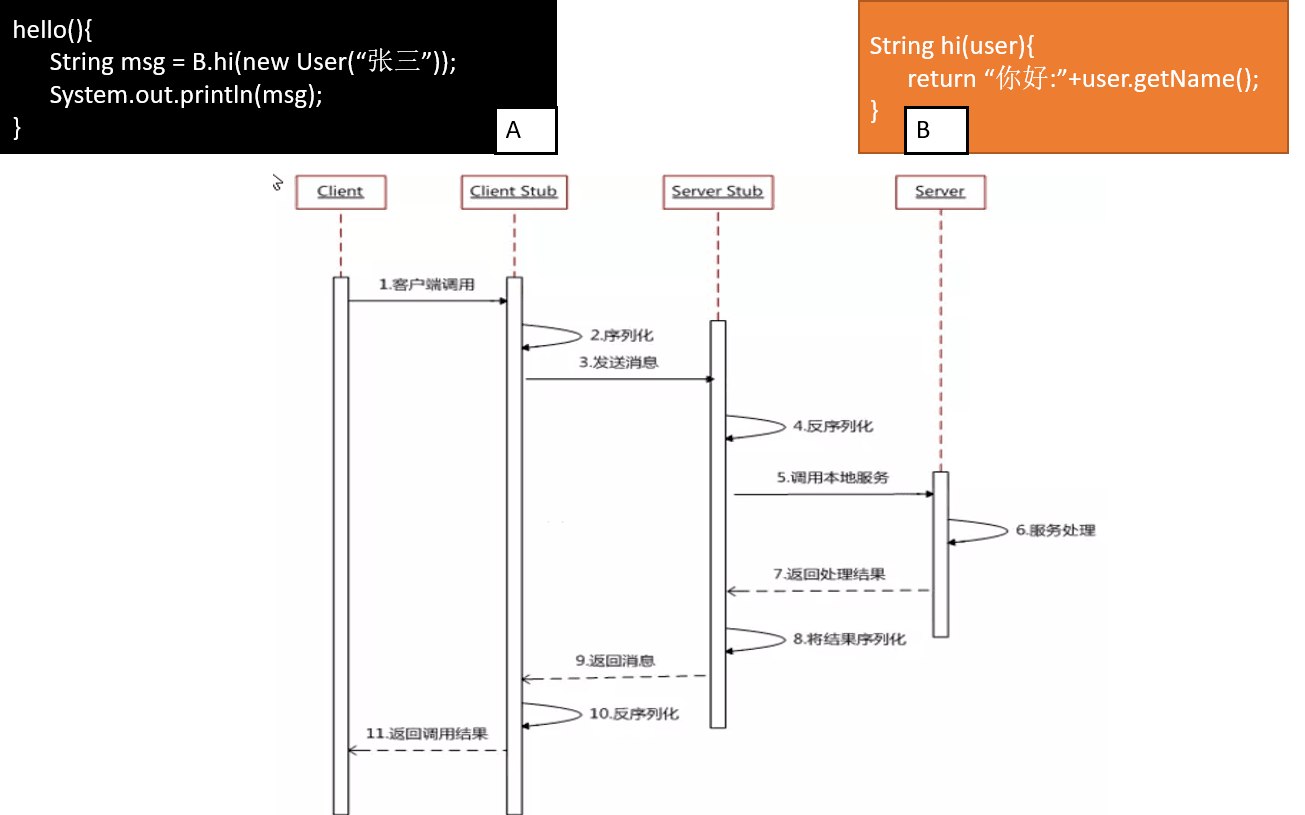 hello(){
String msg = B.hi(new User(“张三”));
System.out.println(msg);
}
A
String hi(user){
return “你好:”+user.getName();
}
B
Client
Client Stub
Server Stub
Server
1.客户端调用
2.序列化
3.发送消息
4.反序列化
5.调用本地服务
6.服务处理
7.返回处理结果
8.将结果序列化
9.返回消息
10.反序列化
11.返回调用结果